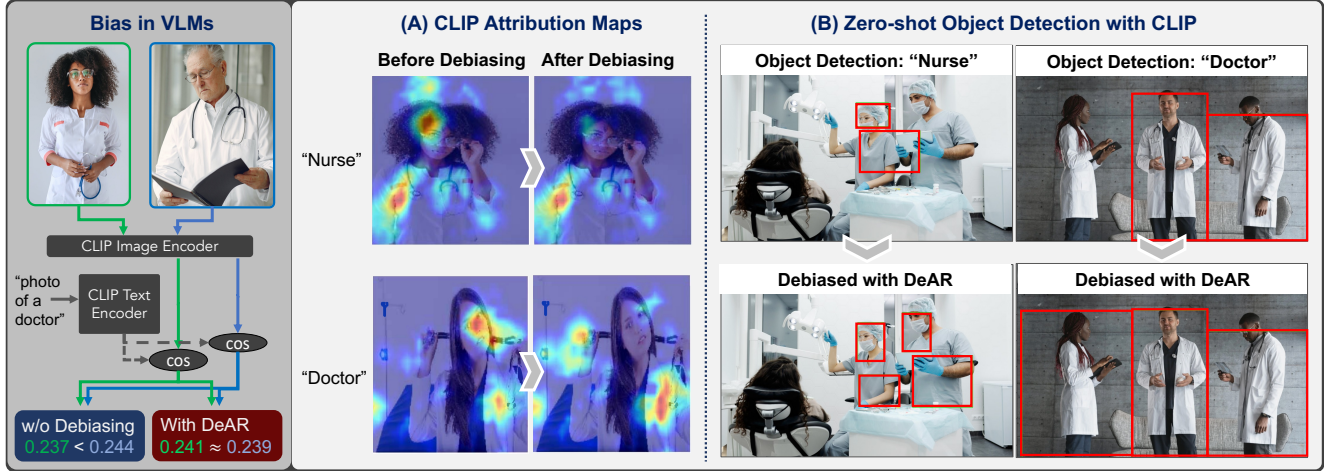 Bias in VLMs
CLIP Image Encoder
“photo
of a
doctor”
CLIP Text
Encoder
cos
cos
w/o Debiasing
0.237 < 0.244
With DeAR
0.241 ≈ 0.239
(A) CLIP Attribution Maps
Before Debiasing
After Debiasing
“Nurse”
“Doctor”
(B) Zero-shot Object Detection with CLIP
Object Detection: “Nurse”
Object Detection: “Doctor”
Debiased with DeAR
Debiased with DeAR